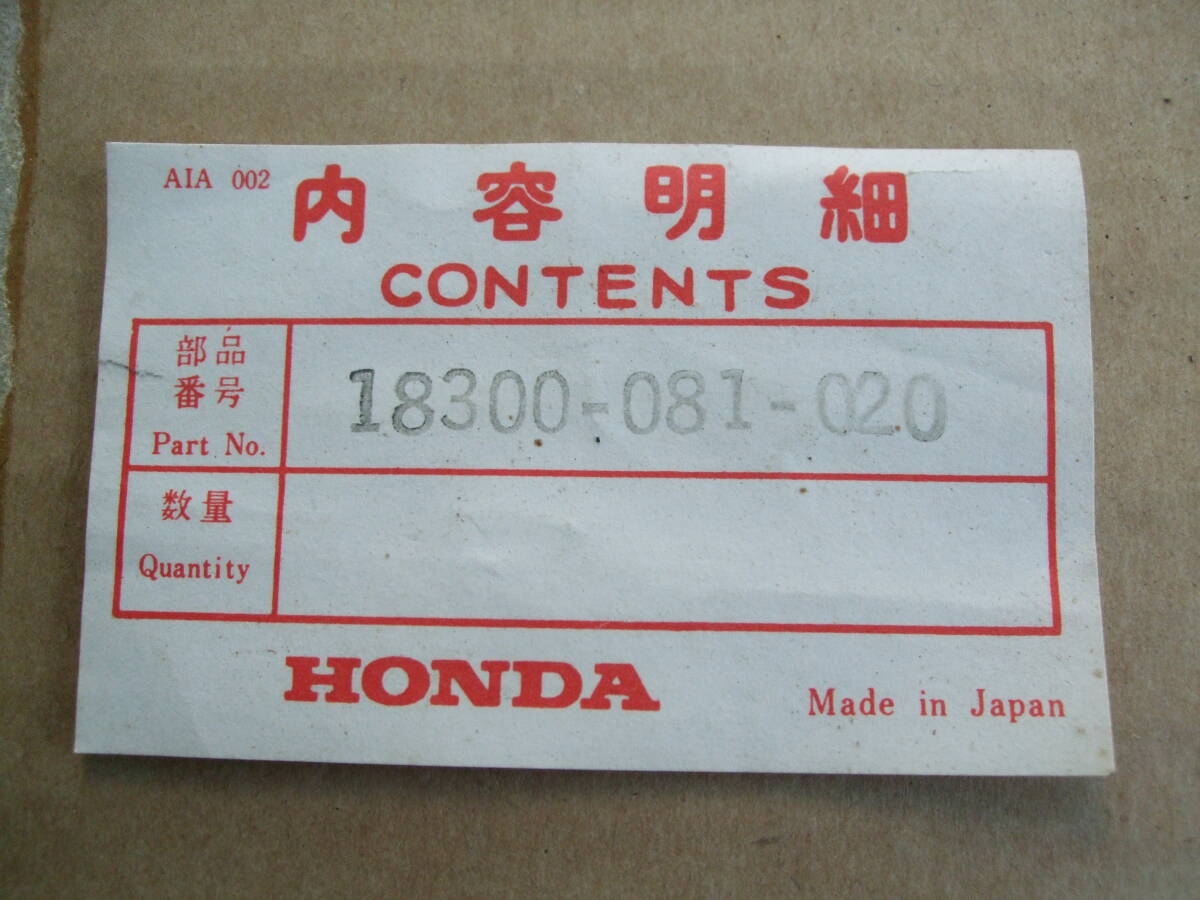 AIA 002 内容明細
CONTENTS
部品
番号
Part No.
18300-081-020
数量
Quantity
HONDA
Made in Japan